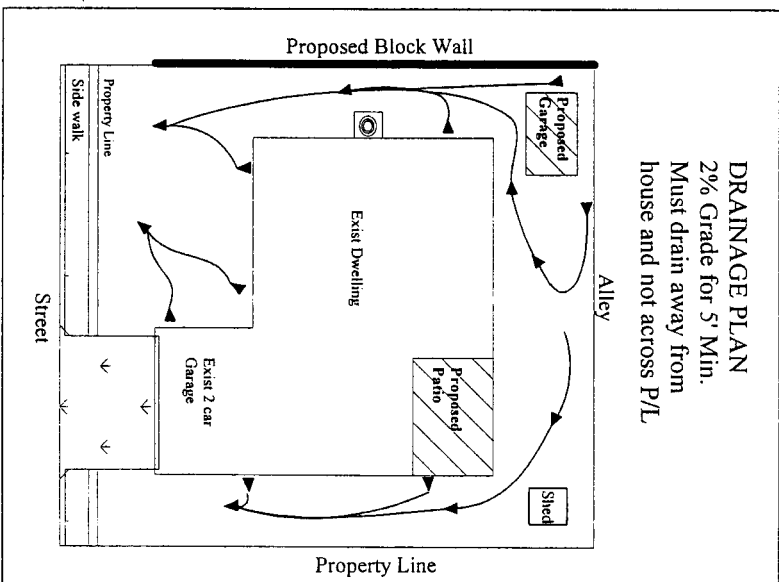 Proposed Block Wall
DRAINAGE PLAN
2% Grade for 5' Min.
Must drain away from
house and not across P/L
Alley
Proposed
Garage
Exist Dwelling
Proposed
Patio
Shed
Exist 2 car
Garage
Property Line
Side walk
Street
Property Line